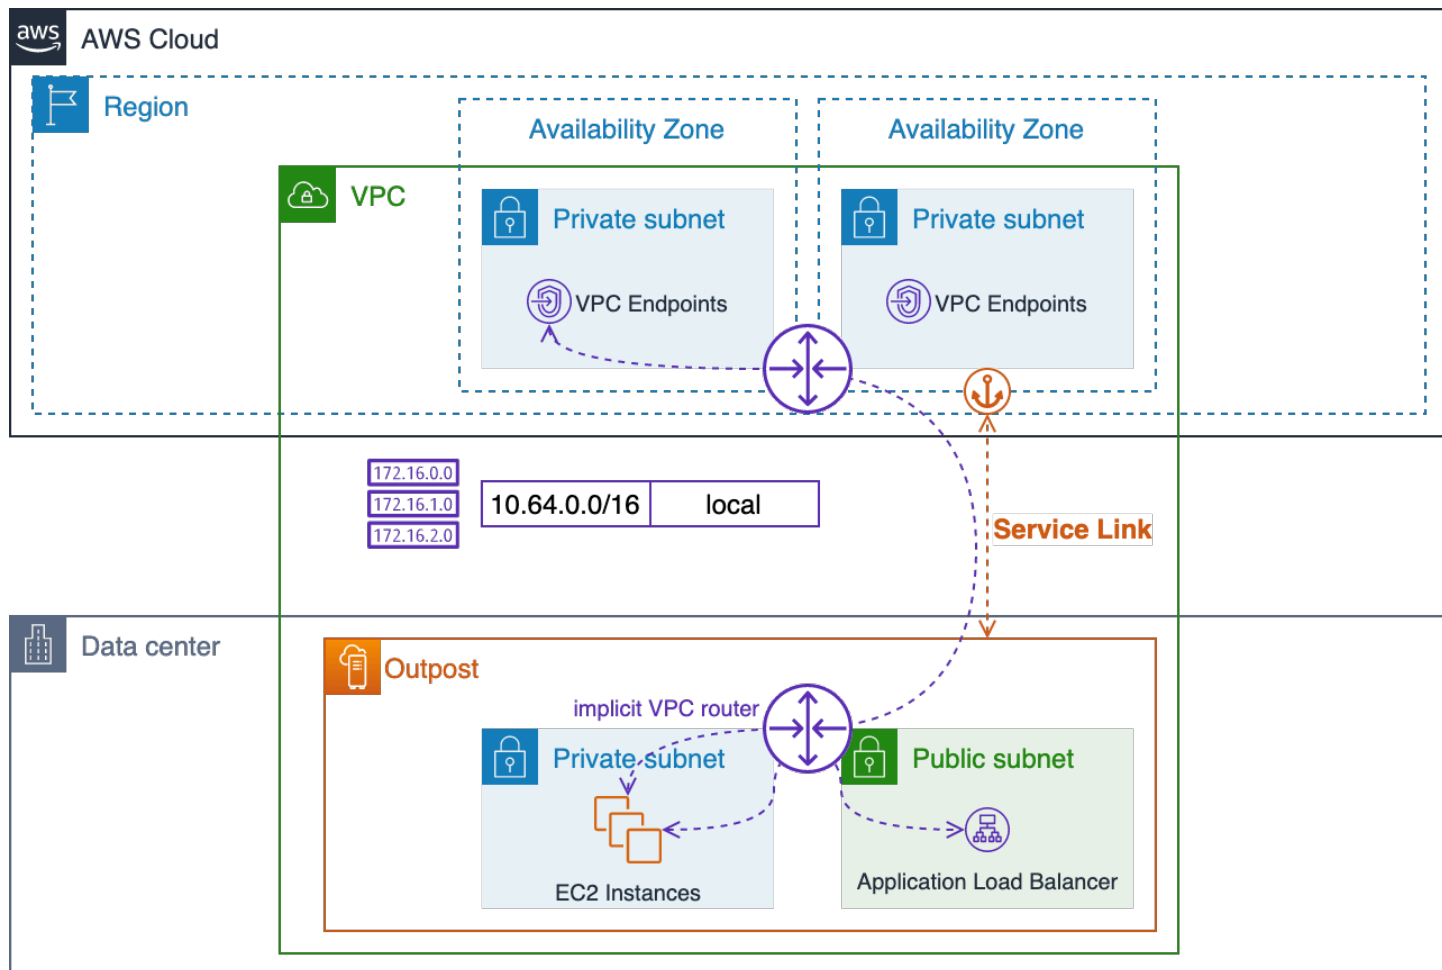 aws
AWS Cloud
Region
Availability Zone
Availability Zone
VPC
Private subnet
Private subnet
VPC Endpoints
VPC Endpoints
172.16.0.0
172.16.1.0
172.16.2.0
10.64.0.0/16
local
Service Link
Data center
Outpost
implicit VPC router
Private subnet
Public subnet
EC2 Instances
Application Load Balancer